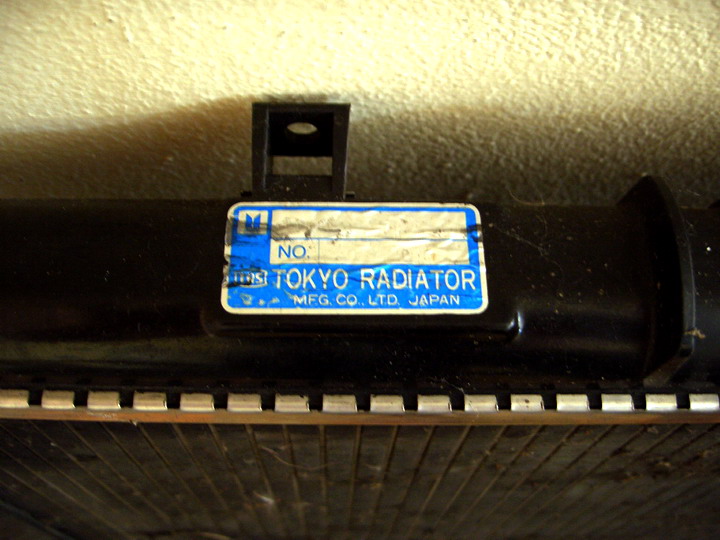 NO.
TOKYO RADIATOR
MFG. CO., LTD. JAPAN